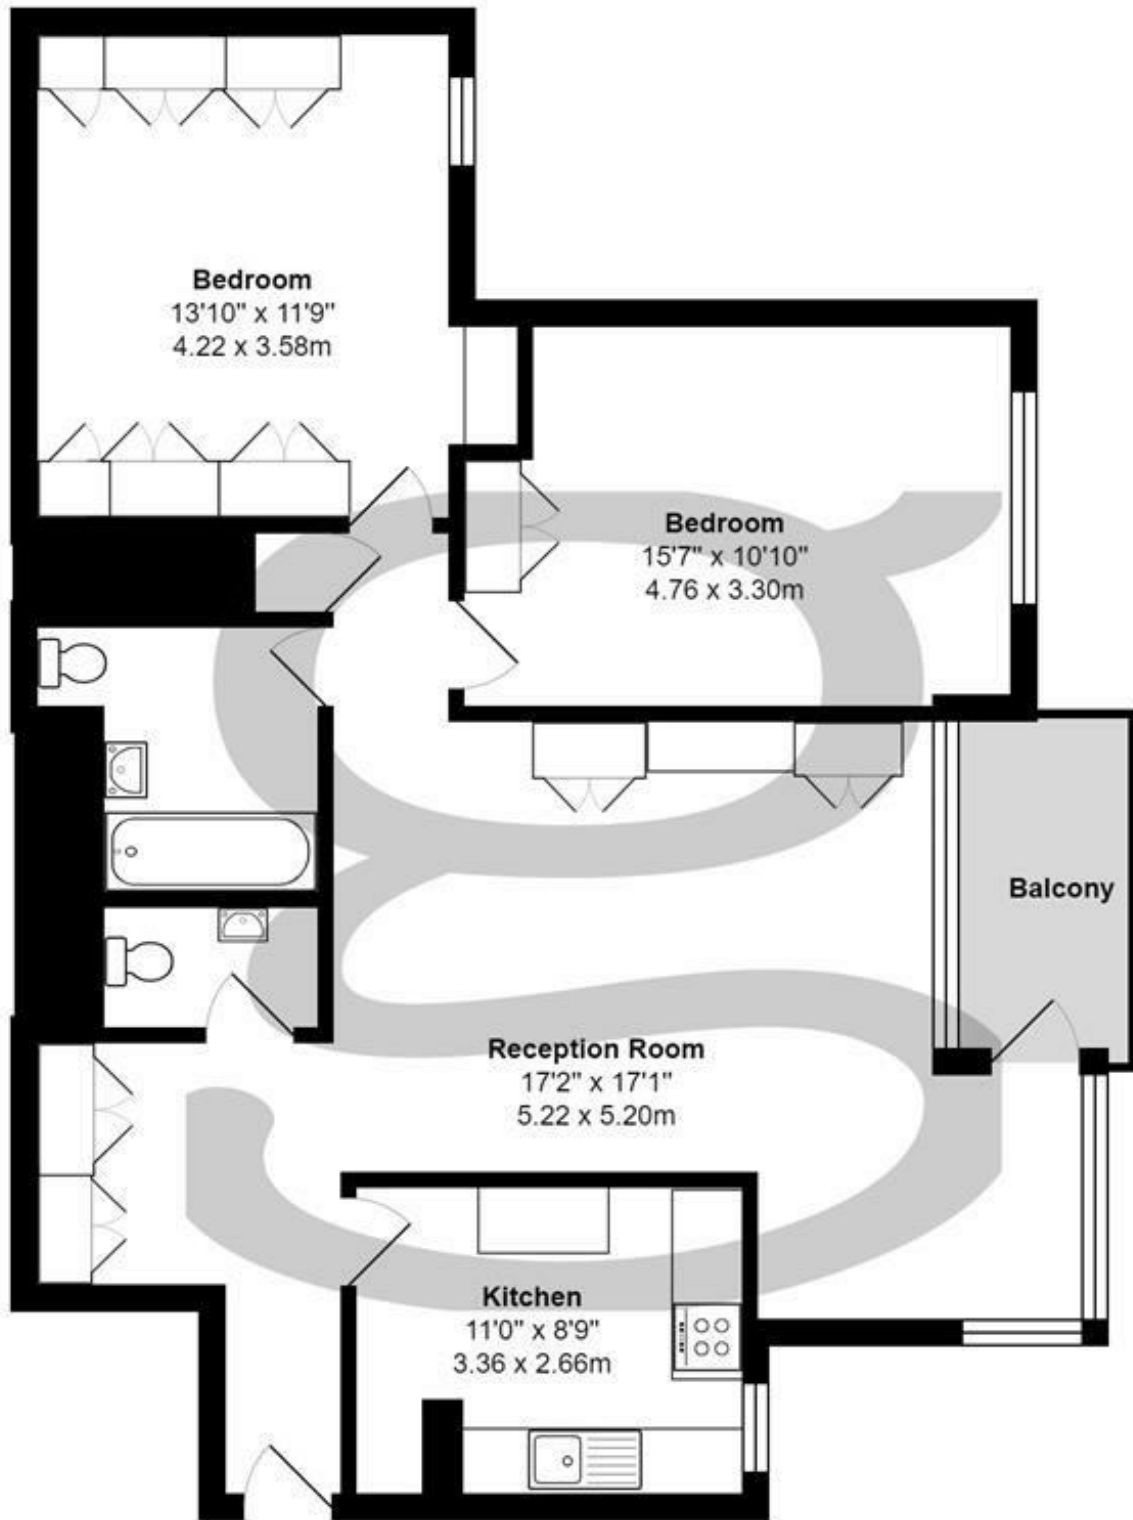 Bedroom
13'10" x 11'9"
4.22 x 3.58m
Bedroom
15'7" x 10'10"
4.76 x 3.30m
Balcony
Reception Room
17'2" x 17'1"
5.22 x 5.20m
Kitchen
11'0" x 8'9"
3.36 x 2.66m